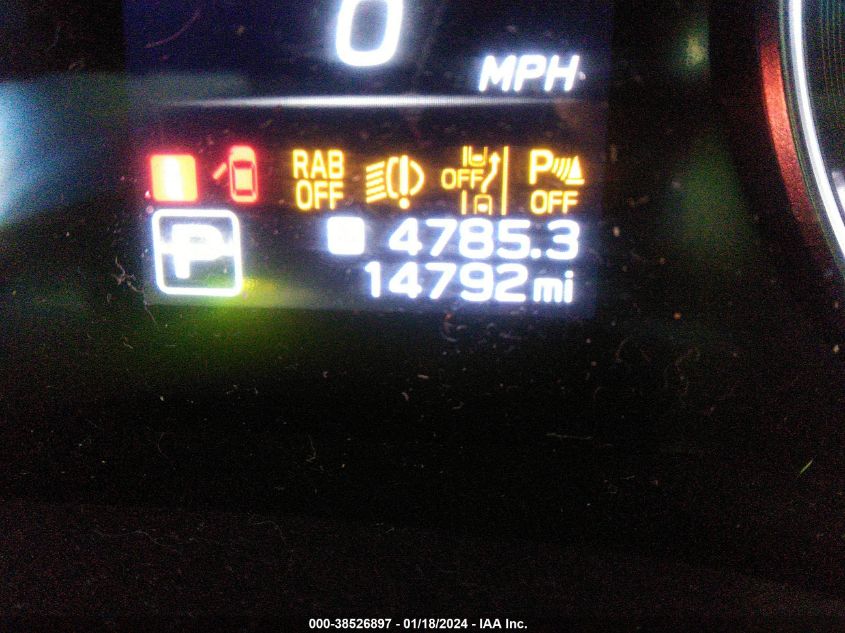 0
MPH
RAB
OFF
OFF
P
OFF
P
4785.3
14792 mi
000-38526897 - 01/18/2024 - IAA Inc.